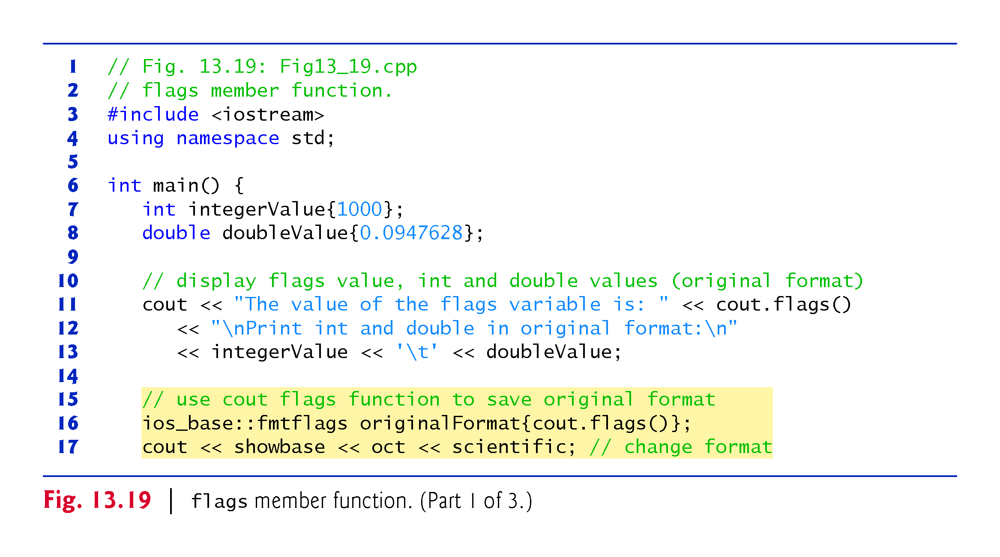 1 // Fig. 13.19: Fig13_19.cpp
2 // flags member function.
3 #include <iostream>
4 using namespace std;
5
6 int main() {
7    int integerValue{1000};
8    double doubleValue{0.0947628};
9
10    // display flags value, int and double values (original format)
11    cout << "The value of the flags variable is: " << cout.flags()
12       << "\nPrint int and double in original format:\n"
13       << integerValue << '\t' << doubleValue;
14
15    // use cout flags function to save original format
16    ios_base::fmtflags originalFormat{cout.flags()};
17    cout << showbase << oct << scientific; // change format
Fig. 13.19 | flags member function. (Part 1 of 3.)